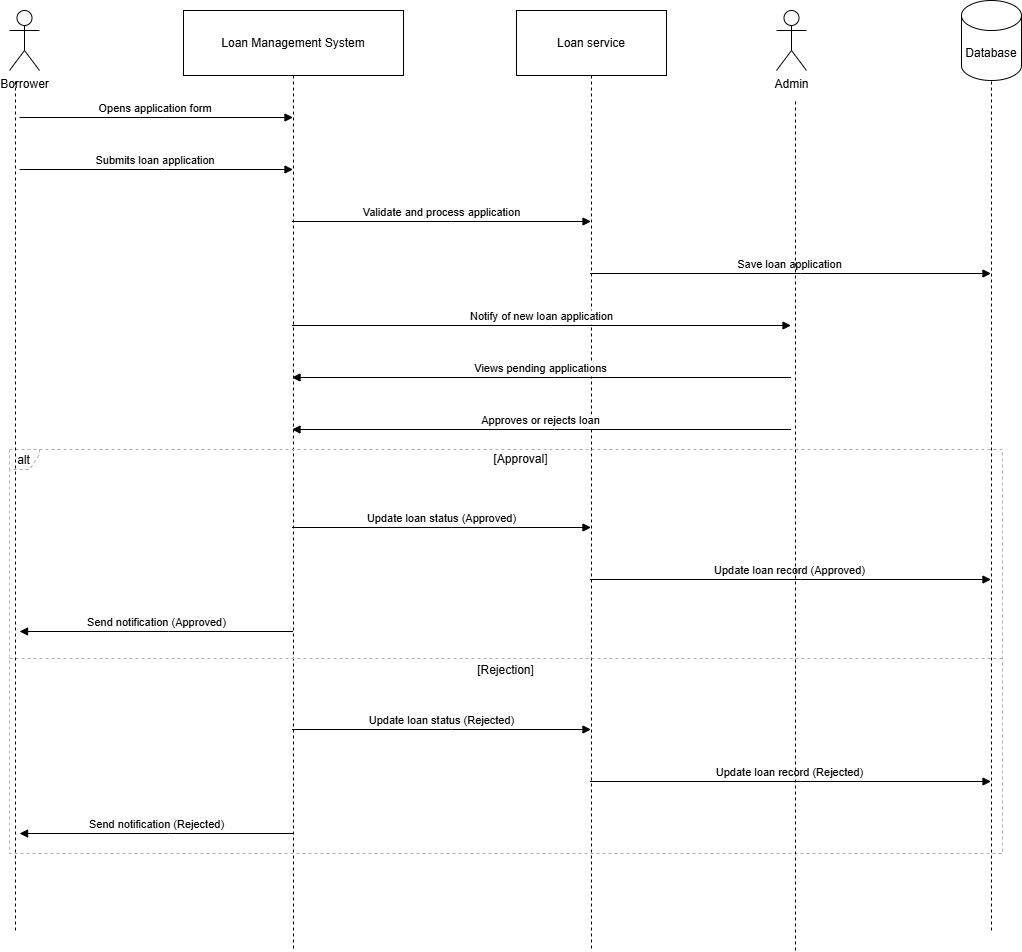 Loan Management System
Loan service
Database
Borrower
Admin
Opens application form
Submits loan application
Validate and process application
Save loan application
Notify of new loan application
Views pending applications
Approves or rejects loan
alt
[Approval]
Update loan status (Approved)
Update loan record (Approved)
Send notification (Approved)
[Rejection]
Update loan status (Rejected)
Update loan record (Rejected)
Send notification (Rejected)